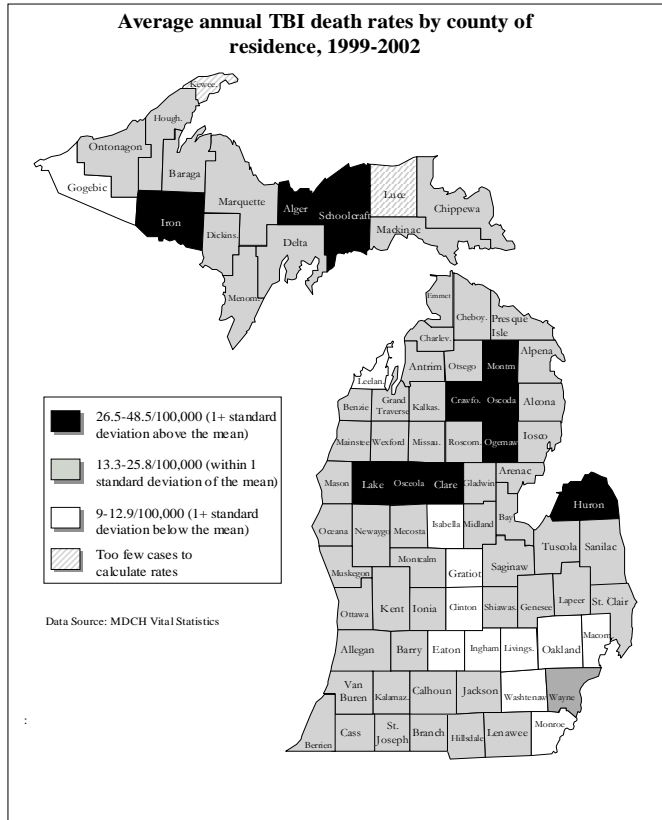 Average annual TBI death rates by county of
residence, 1999-2002
Kewee.
Hough.
Ontonagon
Baraga
Gogebic
Marquette
Iron
Alger
Schoolcraft
Luce
Chippewa
Mackinac
Dickins.
Delta
Menom.
Emmet
Cheboy.
Presque
Isle
Charlev.
Antrim
Otsego
Montm
Alpena
Leelan.
Benzie
Grand
Traverse
Kalkas.
Crawfo.
Oscoda
Alcona
Mainstee
Wexford
Missau.
Roscom.
Ogemaw
Iosco
Arenac
Mason
Lake
Osceola
Clare
Gladwin
Huron
Oceana
Newaygo
Mecosta
Isabella
Midland
Bay
Tuscola
Sanilac
Montcalm
Gratiot
Saginaw
Muskegon
Ottawa
Kent
Ionia
Clinton
Shiawas.
Genesee
Lapeer
St. Clair
Allegan
Barry
Eaton
Ingham
Livings.
Oakland
Macom.
Van
Buren
Kalamaz.
Calhoun
Jackson
Washtenaw
Wayne
Berrien
Cass
St.
Joseph
Branch
Hillsdale
Lenawee
Monroe
26.5-48.5/100,000 (1+ standard
deviation above the mean)
13.3-25.8/100,000 (within 1
standard deviation of the mean)
9-12.9/100,000 (1+ standard
deviation below the mean)
Too few cases to
calculate rates
Data Source: MDCH Vital Statistics
: